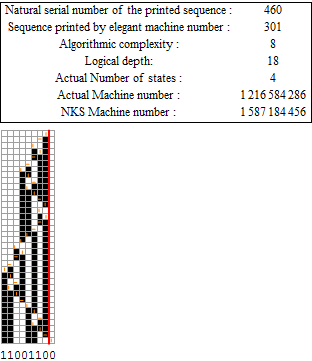 Natural serial number of the printed sequence : 460
Sequence printed by elegant machine number : 301
Algorithmic complexity : 8
Logical depth: 18
Actual Number of states : 4
Actual Machine number : 1 216 584 286
NKS Machine number : 1 587 184 456
11001100